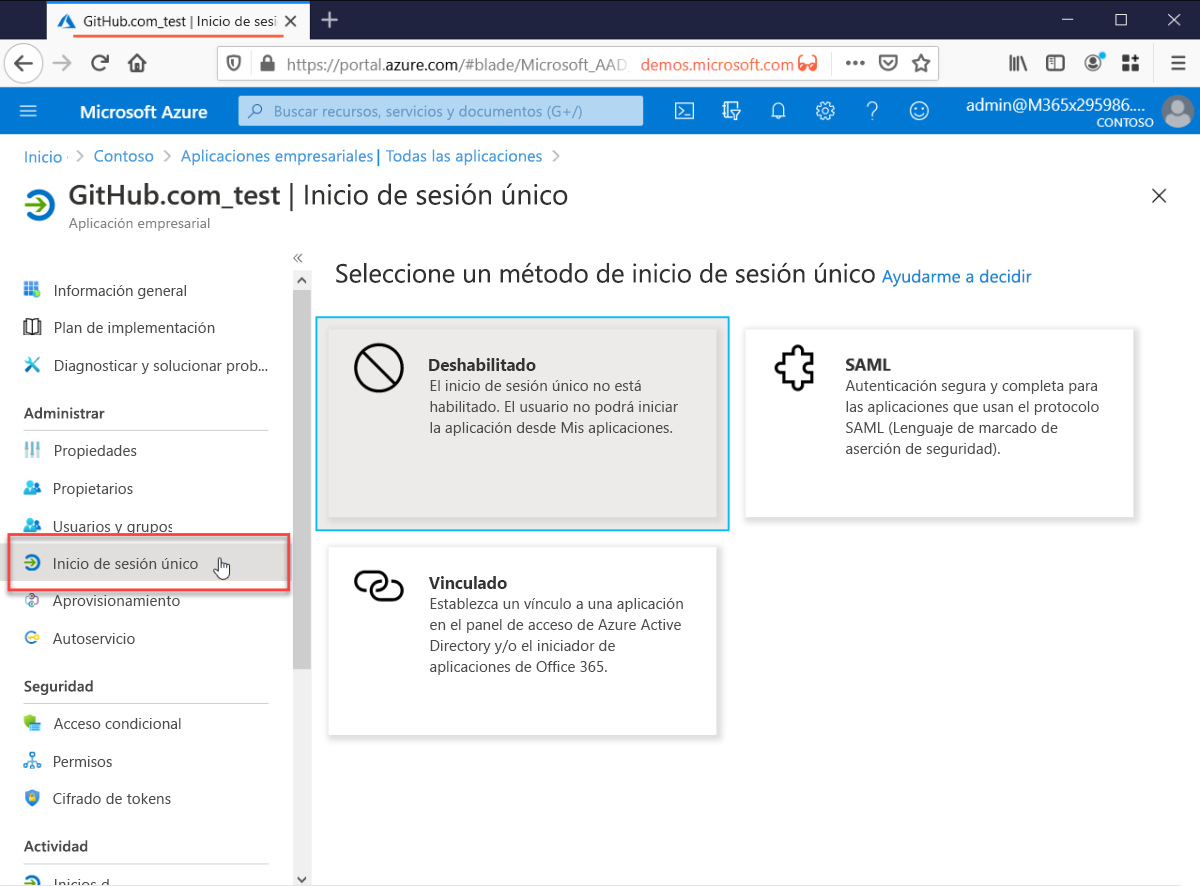 GitHub.com_test | Inicio de sesi
https://portal.azure.com/#blade/Microsoft_AAD_ demos.microsoft.com
Microsoft Azure
Buscar recursos, servicios y documentos (G+/)
admin@M365x295986....
CONTOSO
Inicio > Contoso > Aplicaciones empresariales | Todas las aplicaciones >
GitHub.com_test | Inicio de sesión único
Aplicación empresarial
«
Información general
Plan de implementación
Diagnosticar y solucionar prob...
Administrar
Propiedades
Propietarios
Usuarios y grupos
Inicio de sesión único
Aprovisionamiento
Autoservicio
Seguridad
Acceso condicional
Permisos
Cifrado de tokens
Actividad
Inicios d
Seleccione un método de inicio de sesión único Ayudarme a decidir
Deshabilitado
El inicio de sesión único no está
habilitado. El usuario no podrá iniciar
la aplicación desde Mis aplicaciones.
SAML
Autenticación segura y completa para
las aplicaciones que usan el protocolo
SAML (Lenguaje de marcado de
aserción de seguridad).
Vinculado
Establezca un vínculo a una aplicación
en el panel de acceso de Azure Active
Directory y/o el iniciador de
aplicaciones de Office 365.